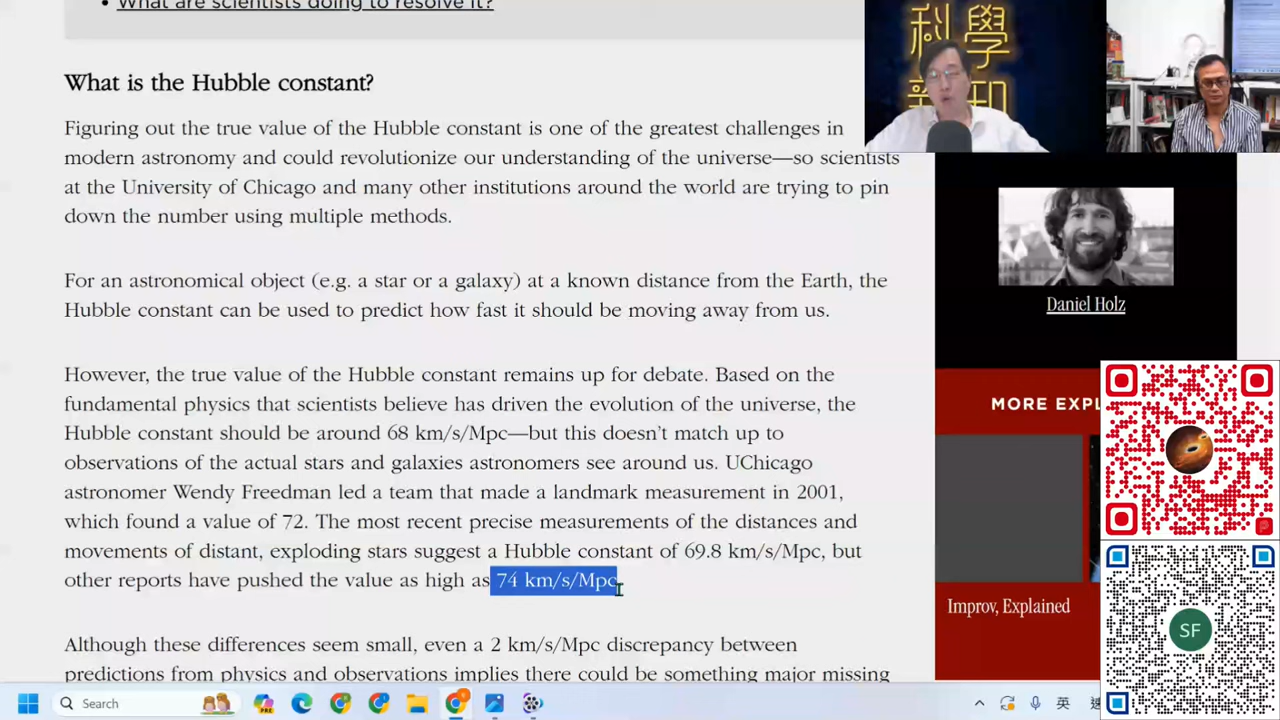 What are scientists doing to resolve it?
科學
新知
What is the Hubble constant?
Figuring out the true value of the Hubble constant is one of the greatest challenges in
modern astronomy and could revolutionize our understanding of the universe—so scientists
at the University of Chicago and many other institutions around the world are trying to pin
down the number using multiple methods.
For an astronomical object (e.g. a star or a galaxy) at a known distance from the Earth, the
Hubble constant can be used to predict how fast it should be moving away from us.
However, the true value of the Hubble constant remains up for debate. Based on the
fundamental physics that scientists believe has driven the evolution of the universe, the
Hubble constant should be around 68 km/s/Mpc—but this doesn't match up to
observations of the actual stars and galaxies astronomers see around us. UChicago
astronomer Wendy Freedman led a team that made a landmark measurement in 2001,
which found a value of 72. The most recent precise measurements of the distances and
movements of distant, exploding stars suggest a Hubble constant of 69.8 km/s/Mpc, but
other reports have pushed the value as high as 74 km/s/Mpc.
Although these differences seem small, even a 2 km/s/Mpc discrepancy between
predictions from physics and observations implies there could be something major missing
Daniel Holz
MORE EXPL
Improv, Explained
SF
Search
英
速